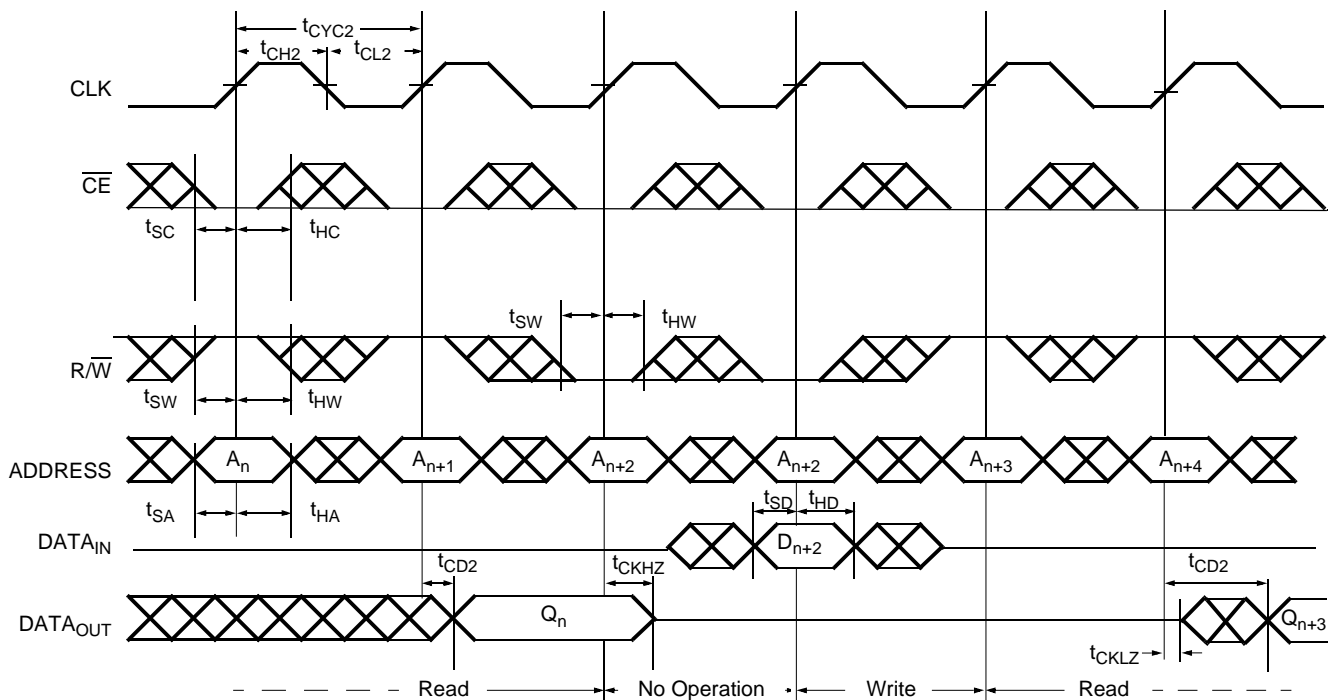 tCYC2
tCH2 tCL2
CLK
CE
tSC tHC
tSW tHW
R/W
tSW tHW
ADDRESS An An+1 An+2 An+2 An+3 An+4
tSA tHA tSD tHD
DATAIN Dn+2
tCD2 tCKHZ tCD2
DATAOUT Qn Qn+3
tCKLZ
Read No Operation Write Read